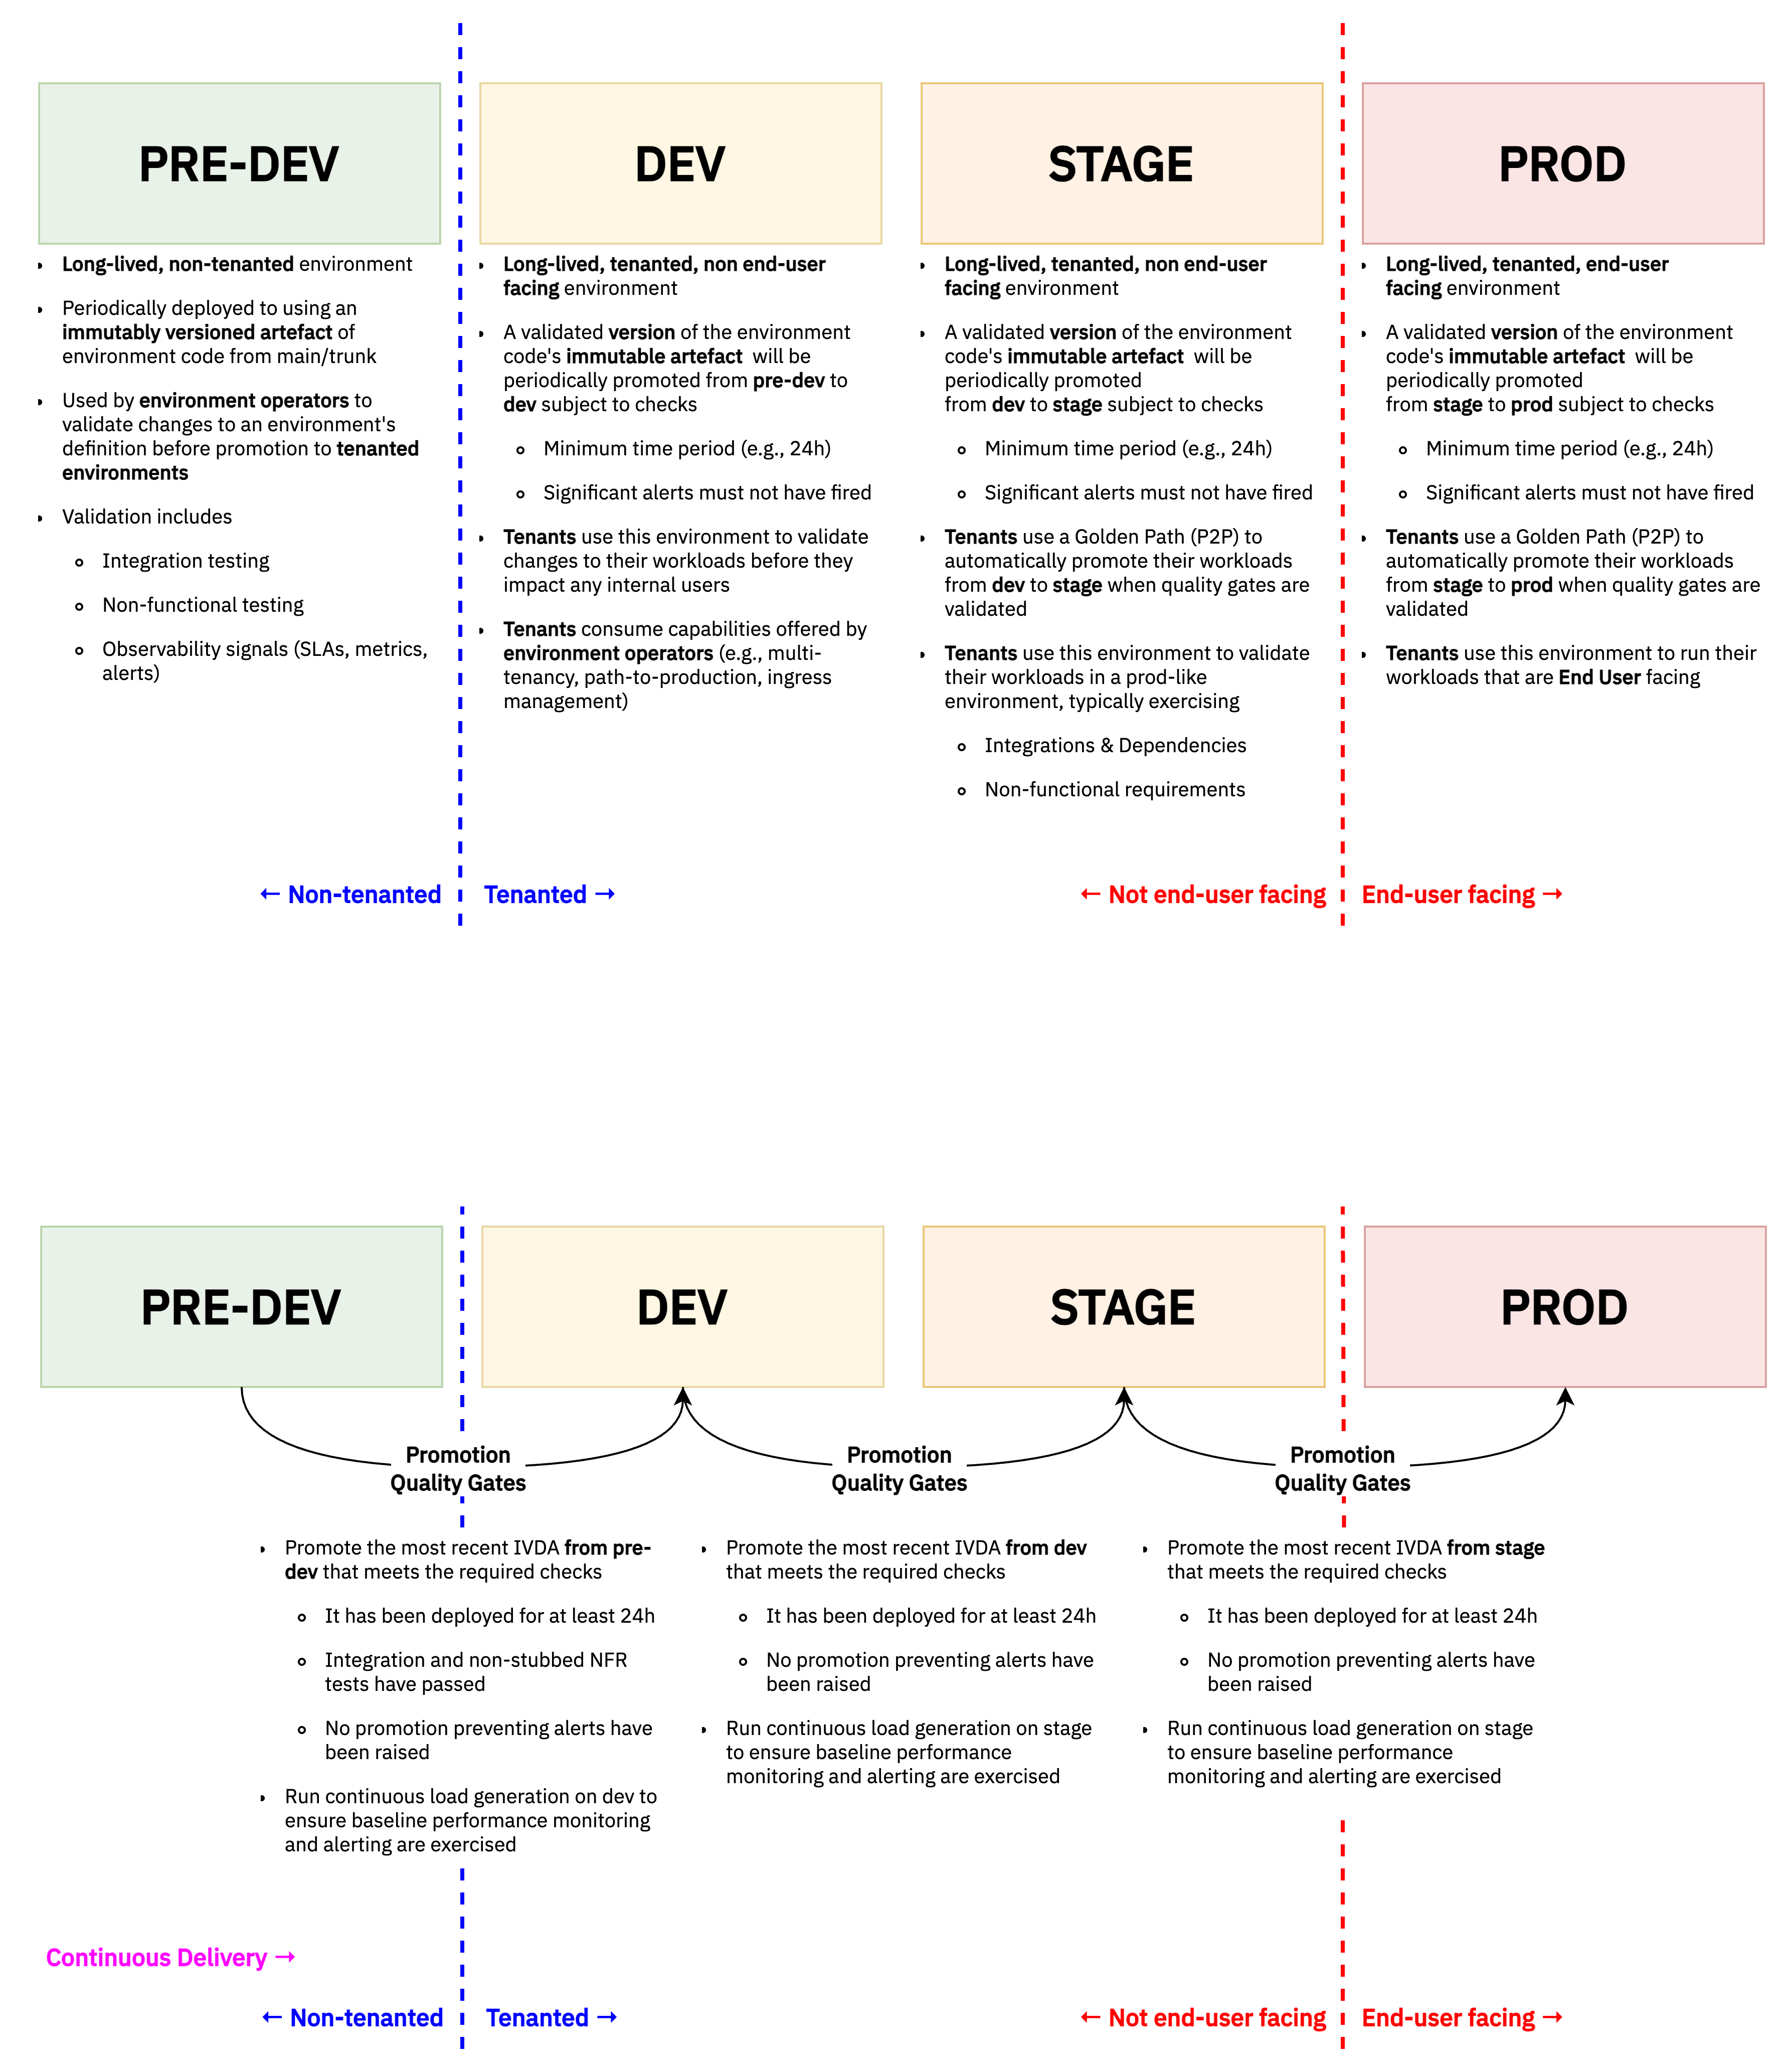 PRE-DEV
Long-lived, non-tenanted environment
Periodically deployed to using an
immutably versioned artefact of
environment code from main/trunk
Used by environment operators to
validate changes to an environment's
definition before promotion to tenanted
environments
Validation includes
Integration testing
Non-functional testing
Observability signals (SLAs, metrics,
alerts)
DEV
Long-lived, tenanted, non end-user
facing environment
A validated version of the environment
code's immutable artefact will be
periodically promoted from pre-dev to
dev subject to checks
Minimum time period (e.g., 24h)
Significant alerts must not have fired
Tenants use this environment to validate
changes to their workloads before they
impact any internal users
Tenants consume capabilities offered by
environment operators (e.g., multi-
tenancy, path-to-production, ingress
management)
STAGE
Long-lived, tenanted, non end-user
facing environment
A validated version of the environment
code's immutable artefact will be
periodically promoted
from dev to stage subject to checks
Minimum time period (e.g., 24h)
Significant alerts must not have fired
Tenants use a Golden Path (P2P) to
automatically promote their workloads
from dev to stage when quality gates are
validated
Tenants use this environment to validate
their workloads in a prod-like
environment, typically exercising
Integrations & Dependencies
Non-functional requirements
PROD
Long-lived, tenanted, end-user
facing environment
A validated version of the environment
code's immutable artefact will be
periodically promoted
from stage to prod subject to checks
Minimum time period (e.g., 24h)
Significant alerts must not have fired
Tenants use a Golden Path (P2P) to
automatically promote their workloads
from stage to prod when quality gates are
validated
Tenants use this environment to run their
workloads that are End User facing
← Non-tenanted
Tenanted →
← Not end-user facing
End-user facing →
PRE-DEV
DEV
STAGE
PROD
Promotion
Quality Gates
Promote the most recent IVDA from pre-
dev that meets the required checks
It has been deployed for at least 24h
Integration and non-stubbed NFR
tests have passed
No promotion preventing alerts have
been raised
Run continuous load generation on dev to
ensure baseline performance monitoring
and alerting are exercised
Promotion
Quality Gates
Promote the most recent IVDA from dev
that meets the required checks
It has been deployed for at least 24h
No promotion preventing alerts have
been raised
Run continuous load generation on stage
to ensure baseline performance
monitoring and alerting are exercised
Promotion
Quality Gates
Promote the most recent IVDA from stage
that meets the required checks
It has been deployed for at least 24h
No promotion preventing alerts have
been raised
Run continuous load generation on stage
to ensure baseline performance
monitoring and alerting are exercised
Continuous Delivery →
← Non-tenanted
Tenanted →
← Not end-user facing
End-user facing →